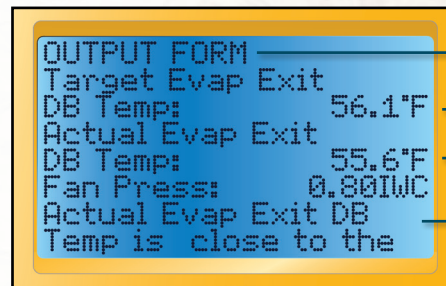 OUTPUT FORM
Target Evap Exit
DB Temp: 56.1°F
Actual Evap Exit
DB Temp: 55.6°F
Fan Press: 0.80IWC
Actual Evap Exit DB
Temp is close to the